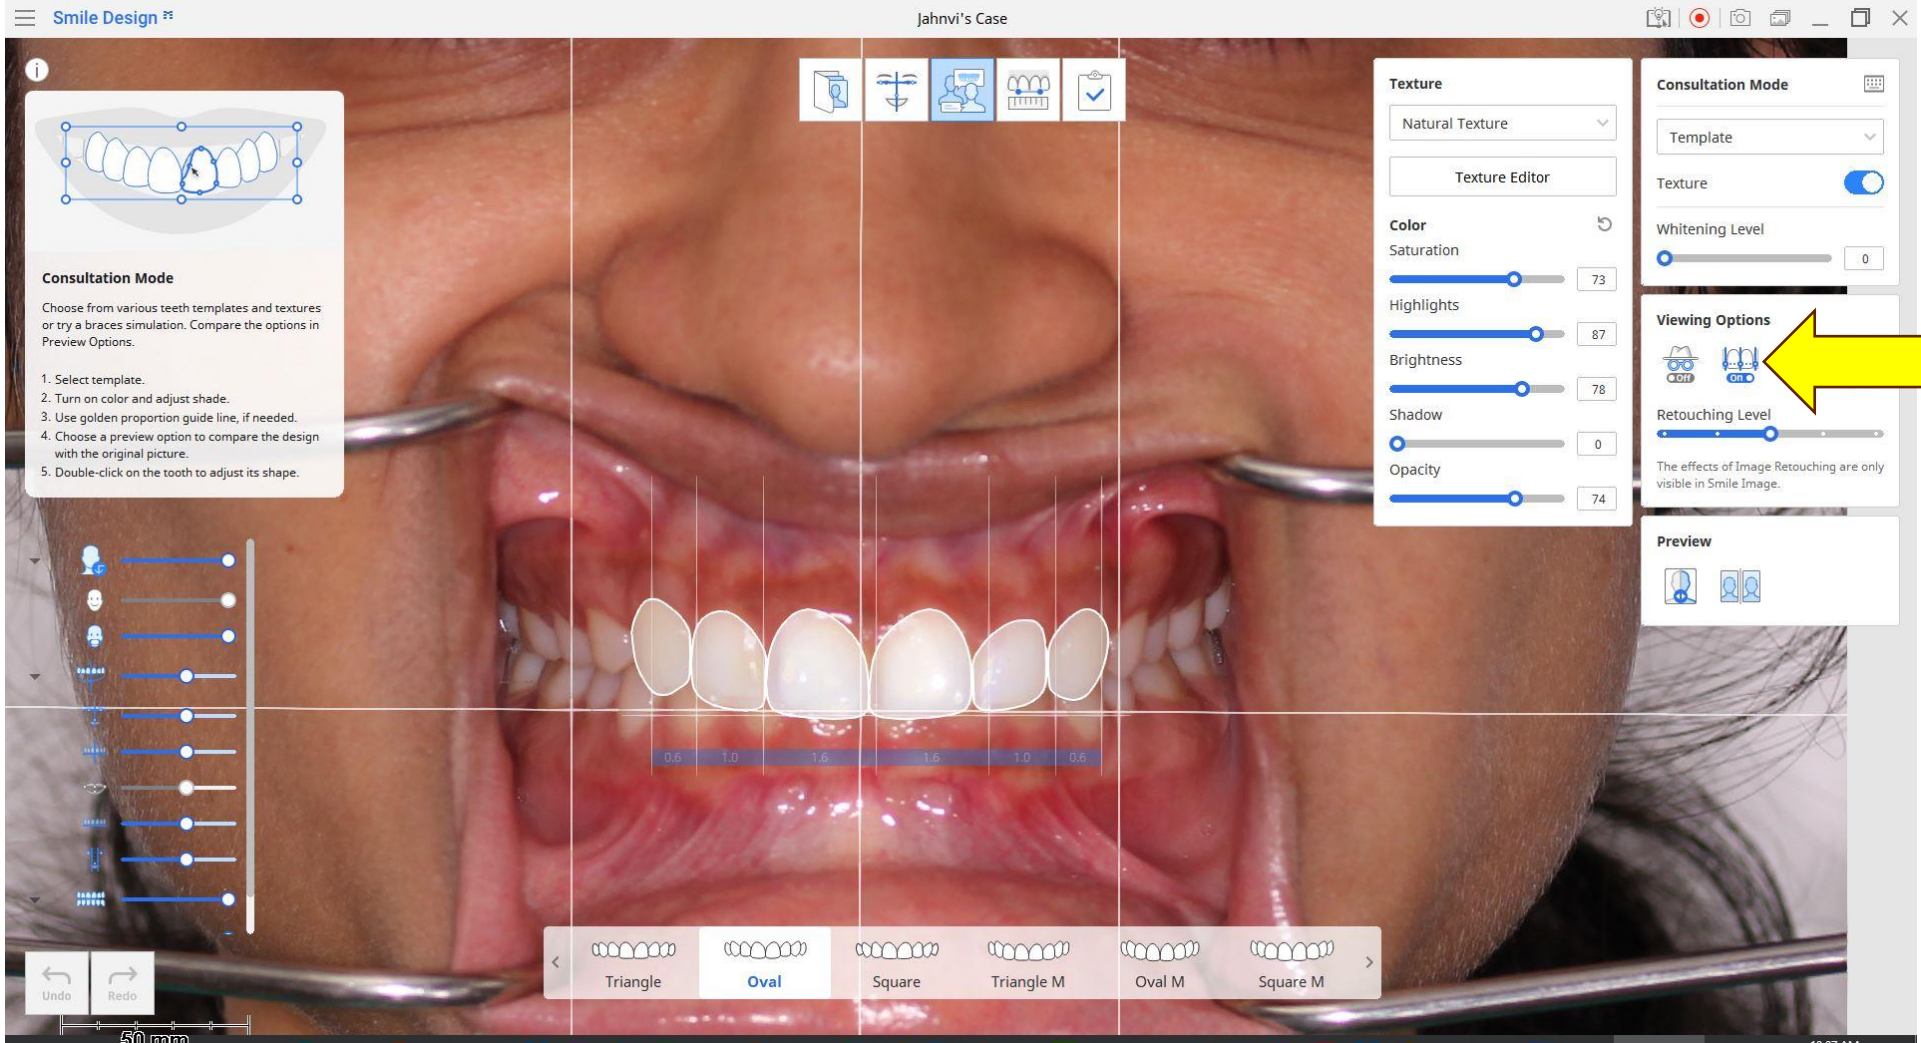 Smile Design
Jahnvi's Case
Consultation Mode
Choose from various teeth templates and textures
or try a braces simulation. Compare the options in
Preview Options.
1. Select template.
2. Turn on color and adjust shade.
3. Use golden proportion guide line, if needed.
4. Choose a preview option to compare the design
with the original picture.
5. Double-click on the tooth to adjust its shape.
Undo
Redo
50 mm
0.6 1.0 1.6 1.6 1.0 0.6
Triangle
Oval
Square
Triangle M
Oval M
Square M
Texture
Natural Texture
Texture Editor
Color
Saturation
73
Highlights
87
Brightness
78
Shadow
0
Opacity
74
Consultation Mode
Template
Texture
Whitening Level
0
Viewing Options
Off
On
Retouching Level
The effects of Image Retouching are only
visible in Smile Image.
Preview